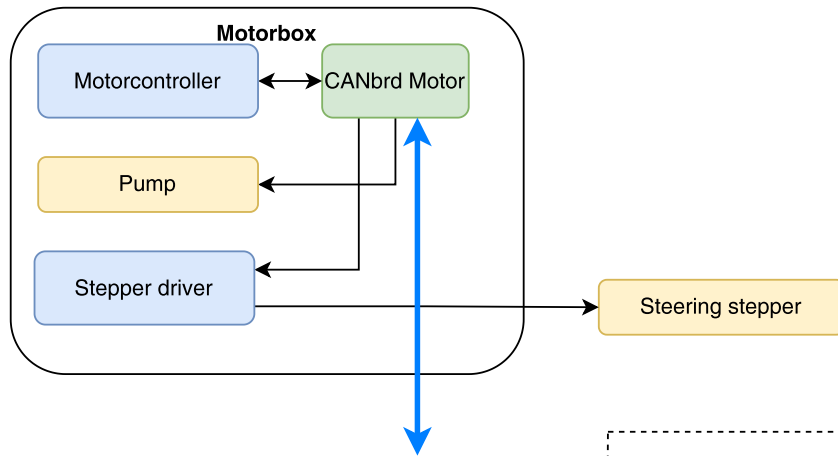 Motorbox
Motorcontroller
CANbrd Motor
Pump
Stepper driver
Steering stepper